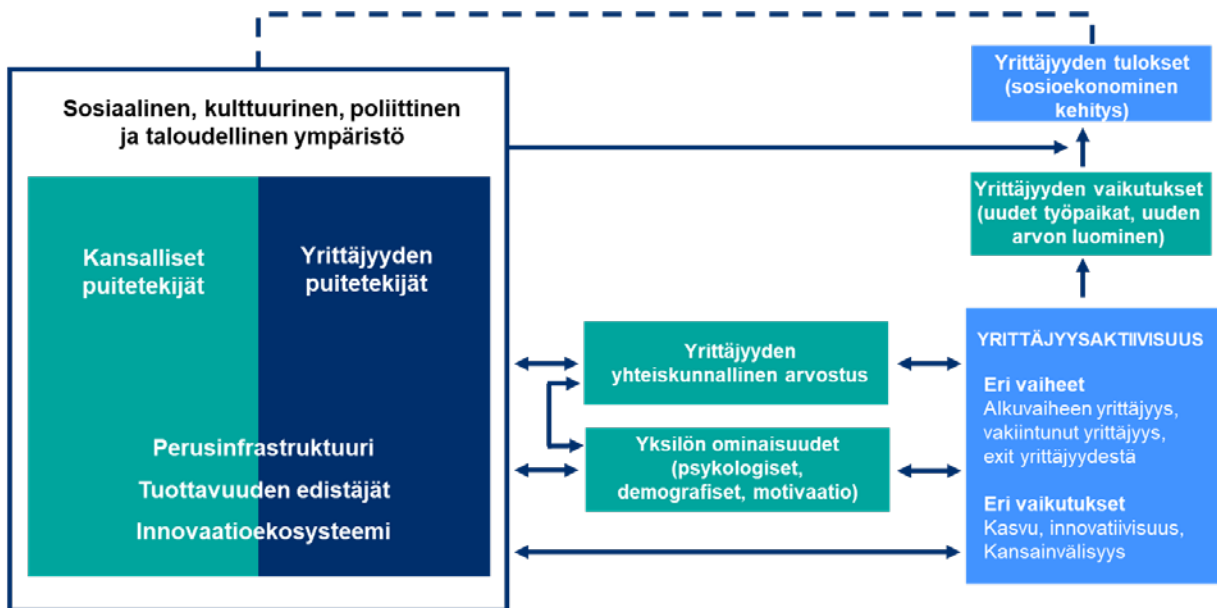 Sosiaalinen, kulttuurinen, poliittinen
ja taloudellinen ympäristö
Kansalliset
puitetekijät
Yrittäjyyden
puitetekijät
Perusinfrastruktuuri
Tuottavuuden edistäjät
Innovaatioekosysteemi
Yrittäjyyden
yhteiskunnallinen arvostus
Yksilön ominaisuudet
(psykologiset,
demografiset, motivaatio)
Yrittäjyyden tulokset
(sosioekonominen
kehitys)
Yrittäjyyden vaikutukset
(uudet työpaikat, uuden
arvon luominen)
YRITTÄJYYSAKTIIVISUUS
Eri vaiheet
Alkuvaiheen yrittäjyys,
vakiintunut yrittäjyys,
exit yrittäjyydestä
Eri vaikutukset
Kasvu, innovatiivisuus,
Kansainvälisyys